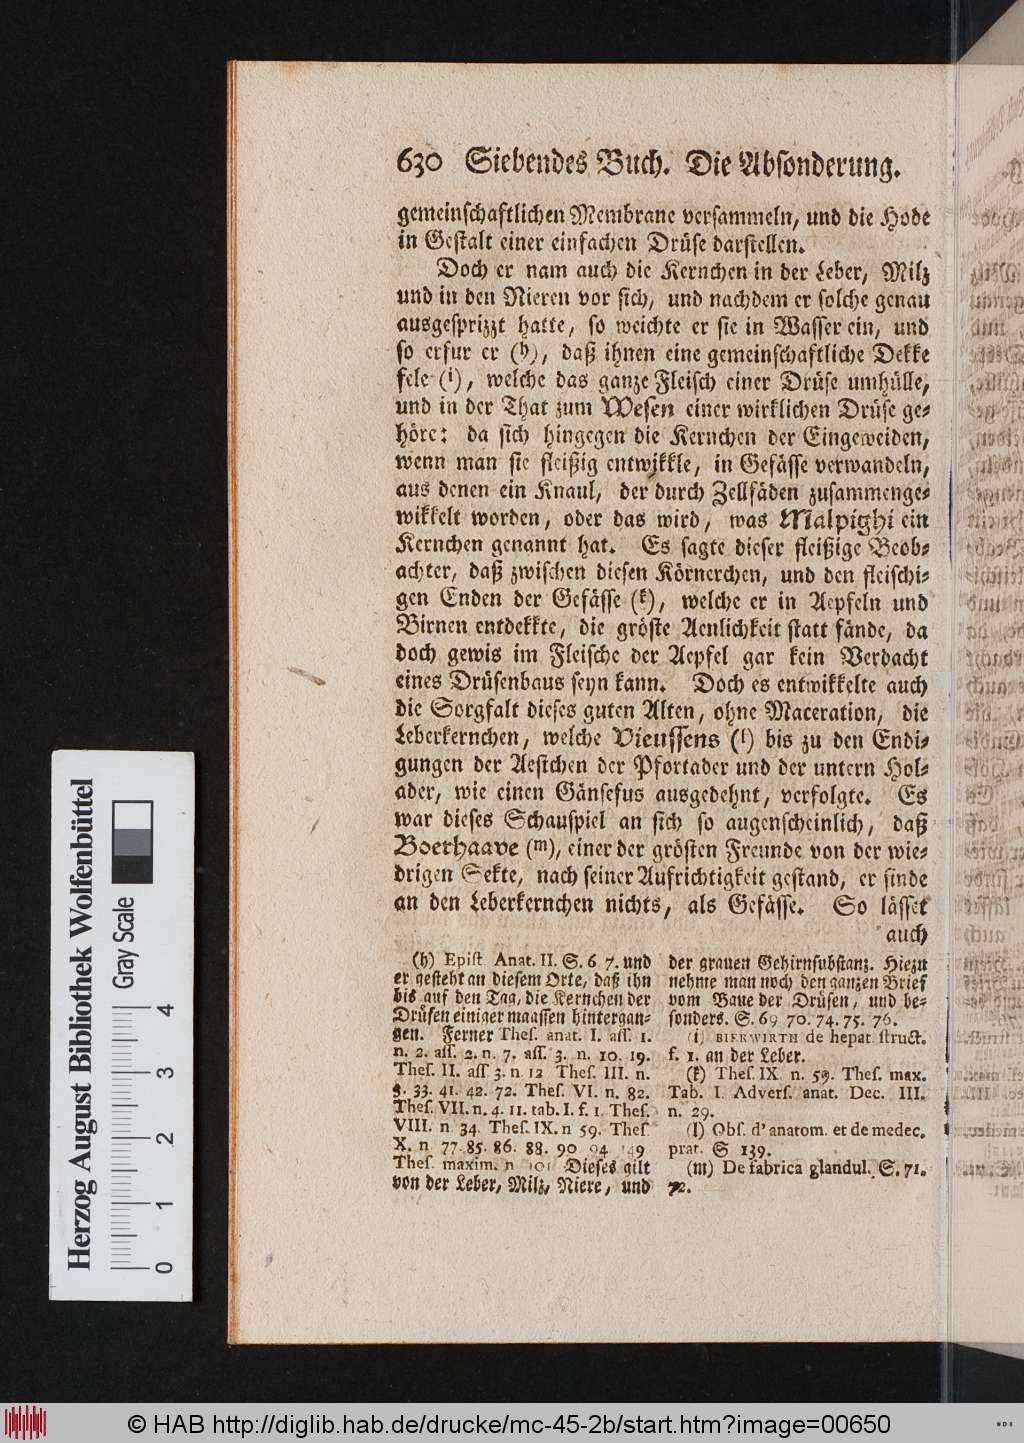 630 Siebendes Buch. Die Absonderung.
gemeinschaftlichen Membrane versammeln, und die Hode
in Gestalt einer einfachen Drüse darstellen.
Doch er nam auch die Kernchen in der Leber, Milz
und in den Nieren vor sich, und nachdem er solche genau
ausgesprizzt hatte, so weichte er sie in Wasser ein, und
so erfur er (h), daß ihnen eine gemeinschaftliche Dekke
fele (i), welche das ganze Fleisch einer Drüse umhülle,
und in der That zum Wesen einer wirklichen Drüse ge-
höre: da sich hingegen die Kernchen der Eingeweiden,
wenn man sie fleißig entwikkle, in Gefässe verwandeln,
aus denen ein Knaul, der durch Zellfäden zusammenge-
wikkelt worden, oder das wird, was Malpighi ein
Kernchen genannt hat. Es sagte dieser fleißige Beob-
achter, daß zwischen diesen Körnerchen, und den fleischi-
gen Enden der Gefässe (k), welche er in Aepfeln und
Birnen entdekkte, die gröste Aenlichkeit statt fände, da
doch gewis im Fleische der Aepfel gar kein Verdacht
eines Drüsenbaus seyn kann. Doch es entwikkelte auch
die Sorgfalt dieses guten Alten, ohne Maceration, die
Leberkernchen, welche Vieussens (l) bis zu den Endi-
gungen der Aestchen der Pfortader und der untern Hol-
ader, wie einen Gänsefus ausgedehnt, verfolgte. Es
war dieses Schauspiel an sich so augenscheinlich, daß
Boerhaave (m), einer der grösten Freunde von der wie-
drigen Sekte, nach seiner Aufrichtigkeit gestand, er finde
an den Leberkernchen nichts, als Gefässe. So lässet
auch
(h) Epist. Anat. II. S. 6. 7. und
er gesteht an diesem Orte, daß ihn
bis auf den Tag, die Kernchen der
Drüsen einiger maassen hintergan-
gen. Ferner Thes. anat. I. ass. 1.
n. 2. ass. 2. n. 7. ass. 3. n. 10. 19.
Thes. II. ass 3. n 12 Thes. III. n.
3. 33. 41. 42. 72. Thes. VI. n. 82.
Thes. VII. n. 4. 11. tab. I. f. 1. Thes.
VIII. n 34. Thes. IX. n 59. Thes
X. n 77. 85. 86. 88. 90 94 149
Thes. maxim. n 101 Dieses gilt
von der Leber, Milz, Niere, und
der grauen Gehirnsubstanz. Hiezu
nehme man noch den ganzen Brief
vom Baue der Drüsen, und be-
sonders. S. 69 70. 74. 75. 76.
(i) BIERWIRTH de hepat. struct.
f. 1. an der Leber.
(k) Thes. IX. n. 59. Thes. max.
Tab. I. Advers. anat. Dec. III.
n. 29.
(l) Obs. d'anatom. et de medec.
prat. S 139.
(m) De fabrica glandul. S. 71.
72.
Herzog August Bibliothek Wolfenbüttel
Gray Scale
0 1 2 3 4
© HAB http://diglib.hab.de/drucke/mc-45-2b/start.htm?image=00650